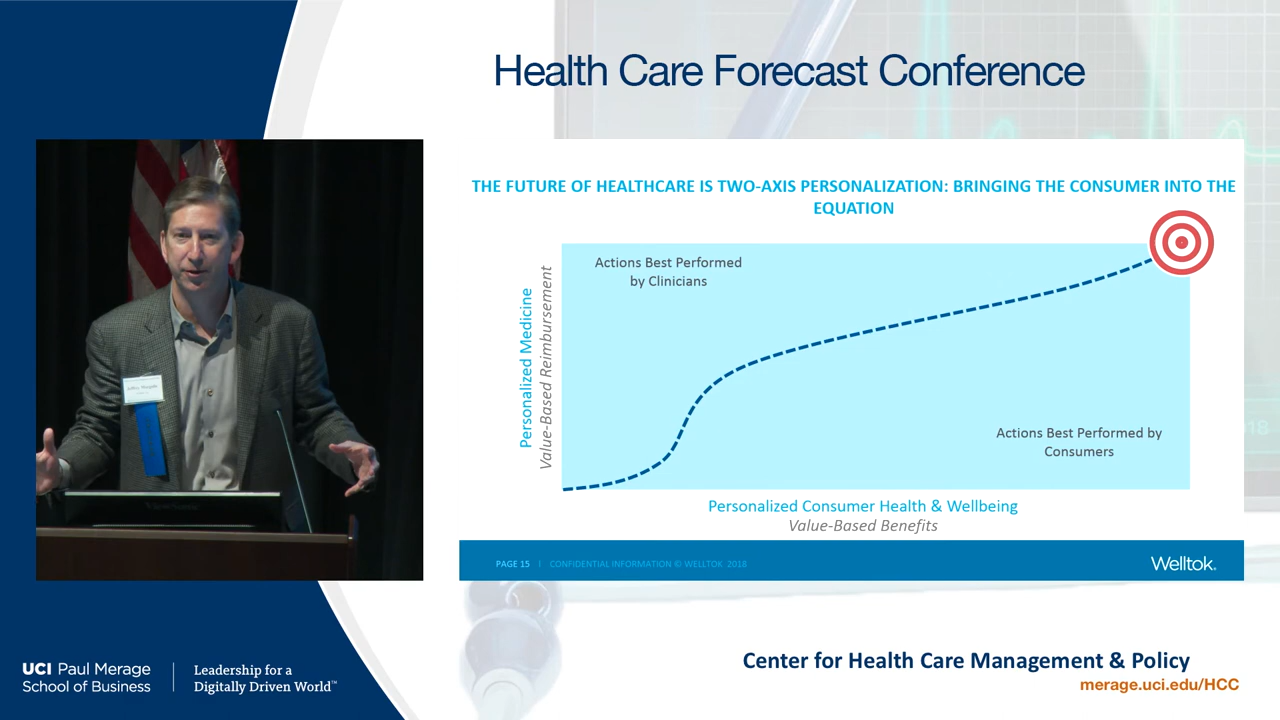 Health Care Forecast Conference
THE FUTURE OF HEALTHCARE IS TWO-AXIS PERSONALIZATION: BRINGING THE CONSUMER INTO THE
EQUATION
Actions Best Performed
by Clinicians
Personalized Medicine
Value-Based Reimbursement
Actions Best Performed by
Consumers
Personalized Consumer Health & Wellbeing
Value-Based Benefits
PAGE 15 | CONFIDENTIAL INFORMATION © WELLTOK 2018
Welltok.
UCI Paul Merage
School of Business
Leadership for a
Digitally Driven World™
Center for Health Care Management & Policy
merage.uci.edu/HCC